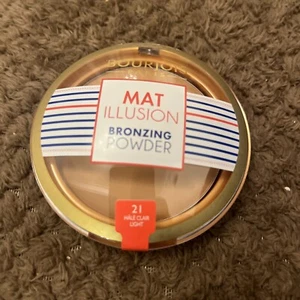 BOURJOIS
MAT
ILLUSION
BRONZING
POWDER
21
HÂLE CLAIR
LIGHT